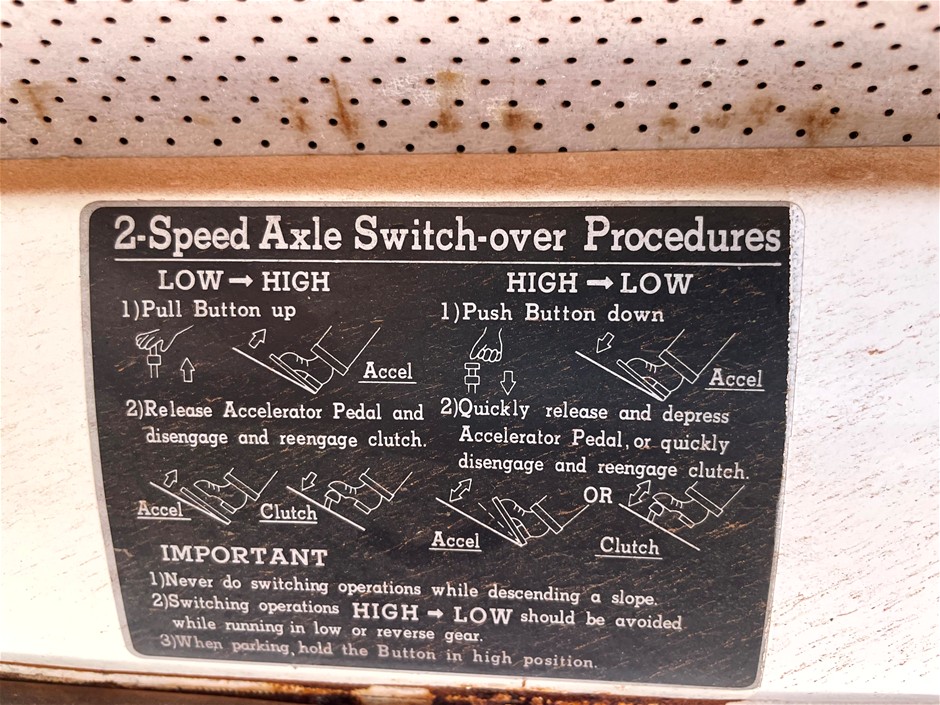 2-Speed Axle Switch-over Procedures
LOW → HIGH
1)Pull Button up
Accel
2)Release Accelerator Pedal and
disengage and reengage clutch.
Accel
Clutch
HIGH → LOW
1)Push Button down
Accel
2)Quickly release and depress
Accelerator Pedal, or quickly
disengage and reengage clutch.
Accel
OR
Clutch
IMPORTANT
1)Never do switching operations while descending a slope.
2)Switching operations HIGH → LOW should be avoided
while running in low or reverse gear.
3)When parking, hold the Button in high position.